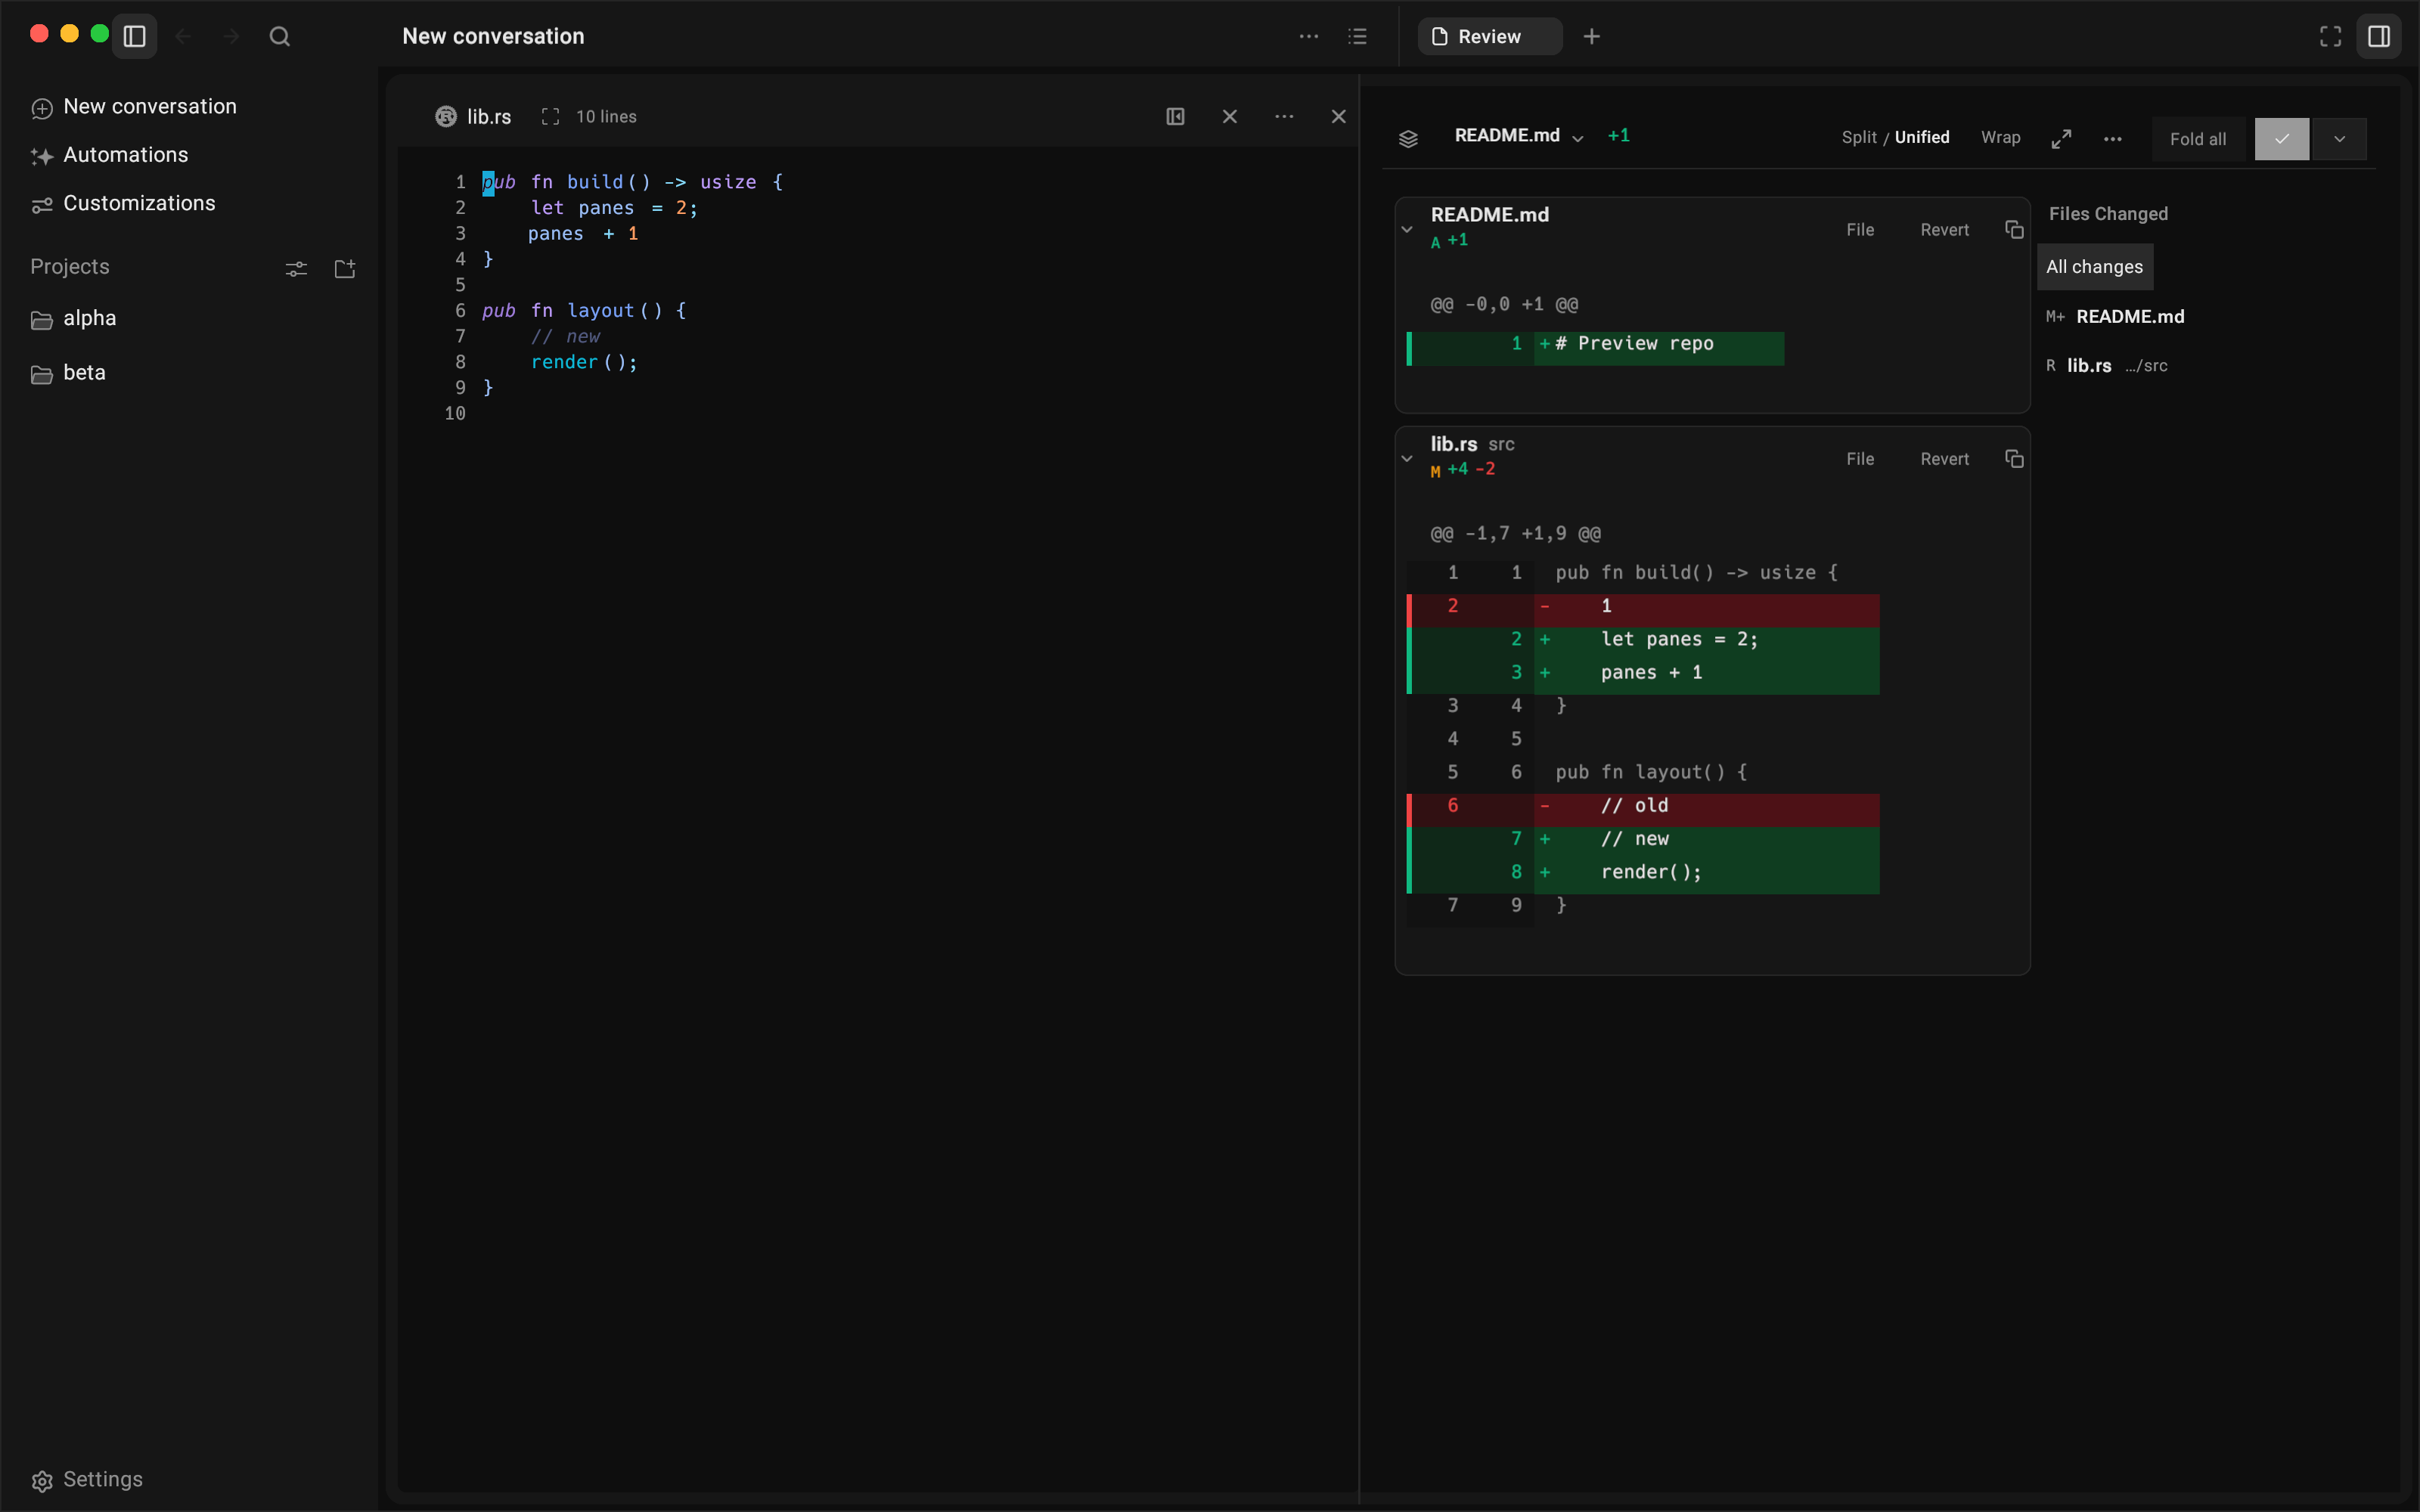 New conversation
Review
New conversation
Automations
Customizations
Projects
alpha
beta
Settings
lib.rs 10 lines
1 pub fn build() -> usize {
2     let panes = 2;
3     panes + 1
4 }
5
6 pub fn layout() {
7     // new
8     render();
9 }
10
README.md +1 Split / Unified Wrap Fold all
README.md
A +1
File Revert
@@ -0,0 +1 @@
1 + # Preview repo
lib.rs src
M +4 -2
File Revert
@@ -1,7 +1,9 @@
1 1 pub fn build() -> usize {
2 -     1
2 +     let panes = 2;
3 +     panes + 1
3 4 }
4 5
5 6 pub fn layout() {
6 -     // old
7 +     // new
8 +     render();
7 9 }
Files Changed
All changes
M+ README.md
R lib.rs …/src